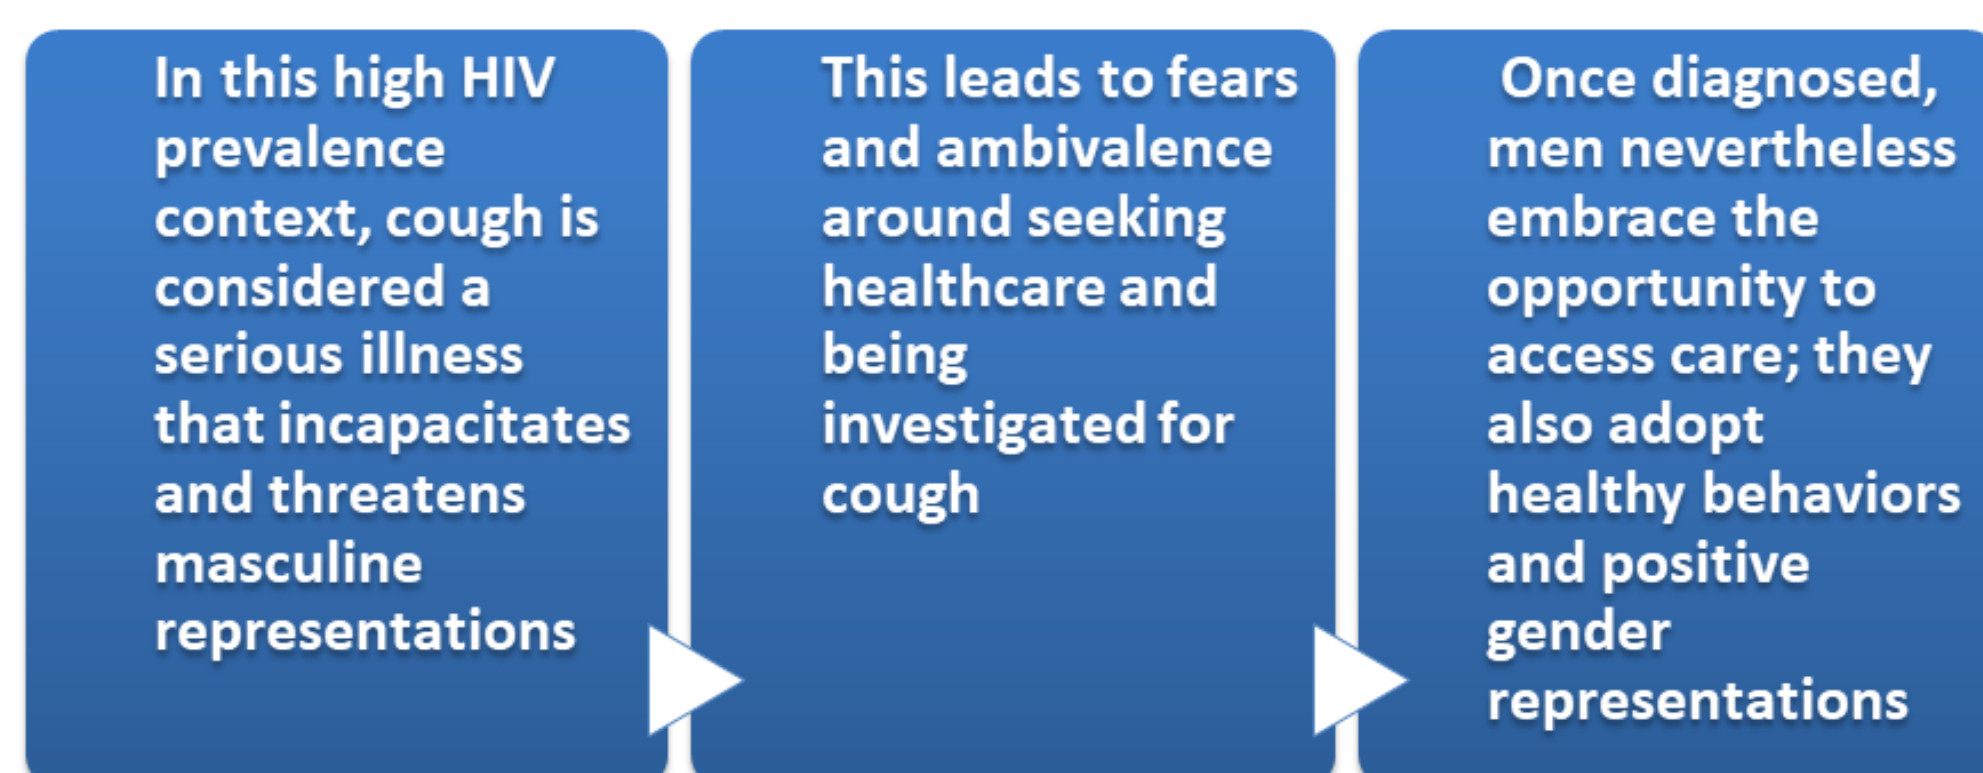 In this high HIV
prevalence
context, cough is
considered a
serious illness
that incapacitates
and threatens
masculine
representations
This leads to fears
and ambivalence
around seeking
healthcare and
being
investigated for
cough
Once diagnosed,
men nevertheless
embrace the
opportunity to
access care; they
also adopt
healthy behaviors
and positive
gender
representations